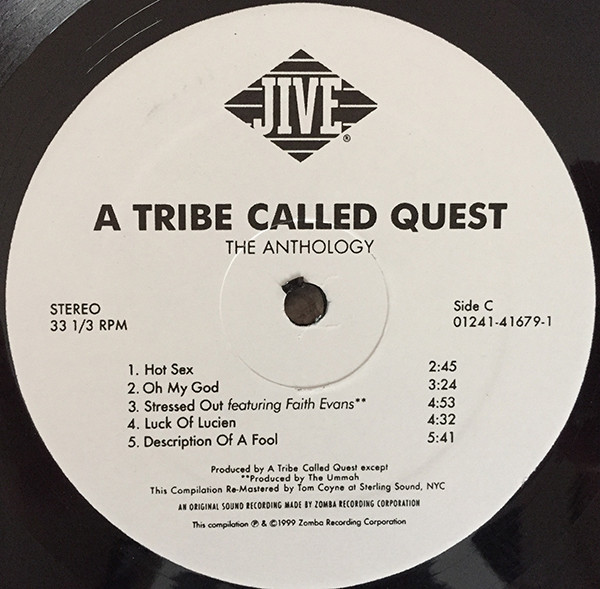 JIVE®
A TRIBE CALLED QUEST
THE ANTHOLOGY
STEREO
33 1/3 RPM
Side C
01241-41679-1
1. Hot Sex 2:45
2. Oh My God 3:24
3. Stressed Out featuring Faith Evans** 4:53
4. Luck Of Lucien 4:32
5. Description Of A Fool 5:41
Produced by A Tribe Called Quest except
**Produced by The Ummah
This Compilation Re-Mastered by Tom Coyne at Sterling Sound, NYC
AN ORIGINAL SOUND RECORDING MADE BY ZOMBA RECORDING CORPORATION
This compilation ℗ & ©1999 Zomba Recording Corporation